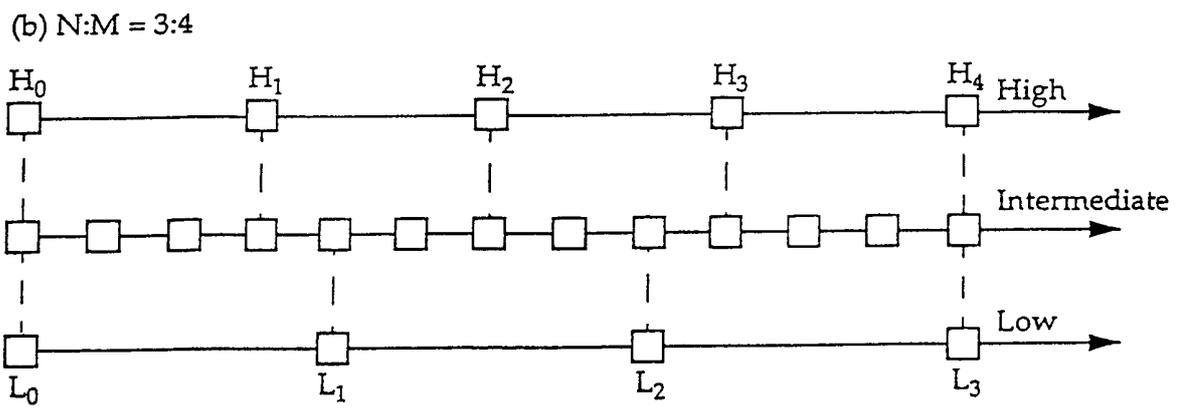 (b) N:M = 3:4
H₀ H₁ H₂ H₃ H₄ High
Intermediate
Low
L₀ L₁ L₂ L₃